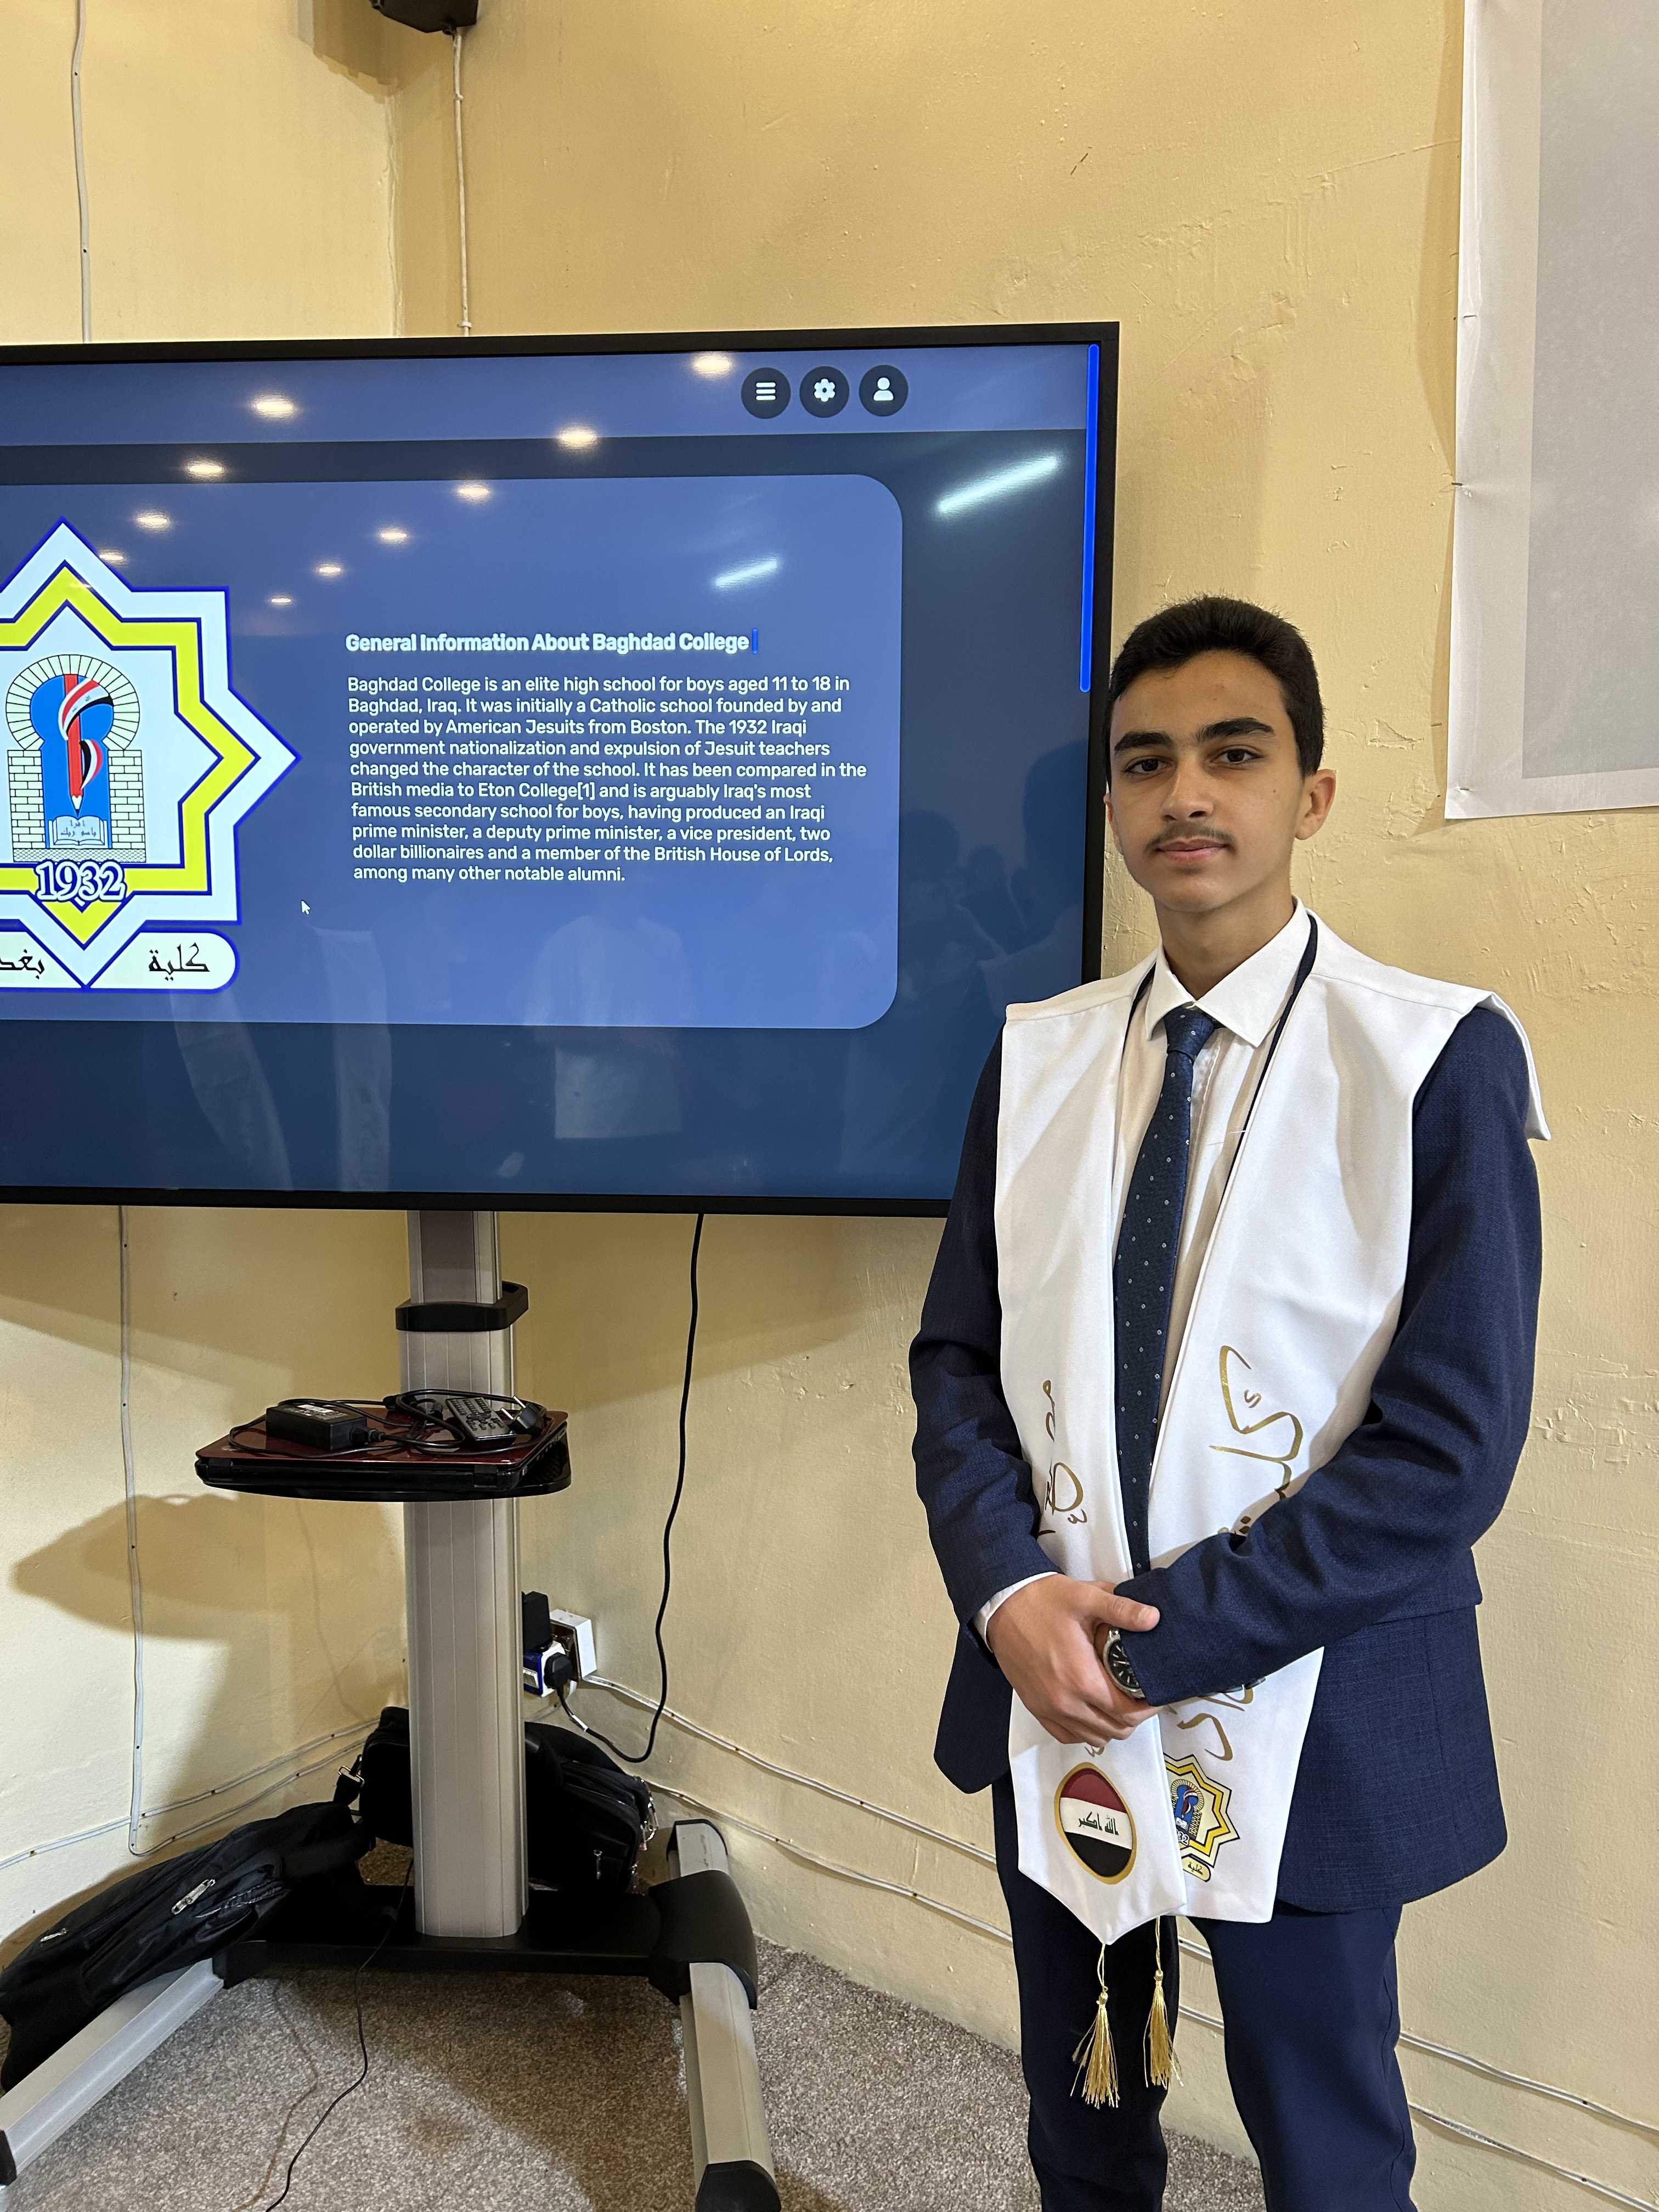 General Information About Baghdad College
Baghdad College is an elite high school for boys aged 11 to 18 in
Baghdad, Iraq. It was initially a Catholic school founded by and
operated by American Jesuits from Boston. The 1932 Iraqi
government nationalization and expulsion of Jesuit teachers
changed the character of the school. It has been compared in the
British media to Eton College[1] and is arguably Iraq's most
famous secondary school for boys, having produced an Iraqi
prime minister, a deputy prime minister, a vice president, two
dollar billionaires and a member of the British House of Lords,
among many other notable alumni.
اقرا
باسم ربك
1932
كلية
الله اكبر
كلية